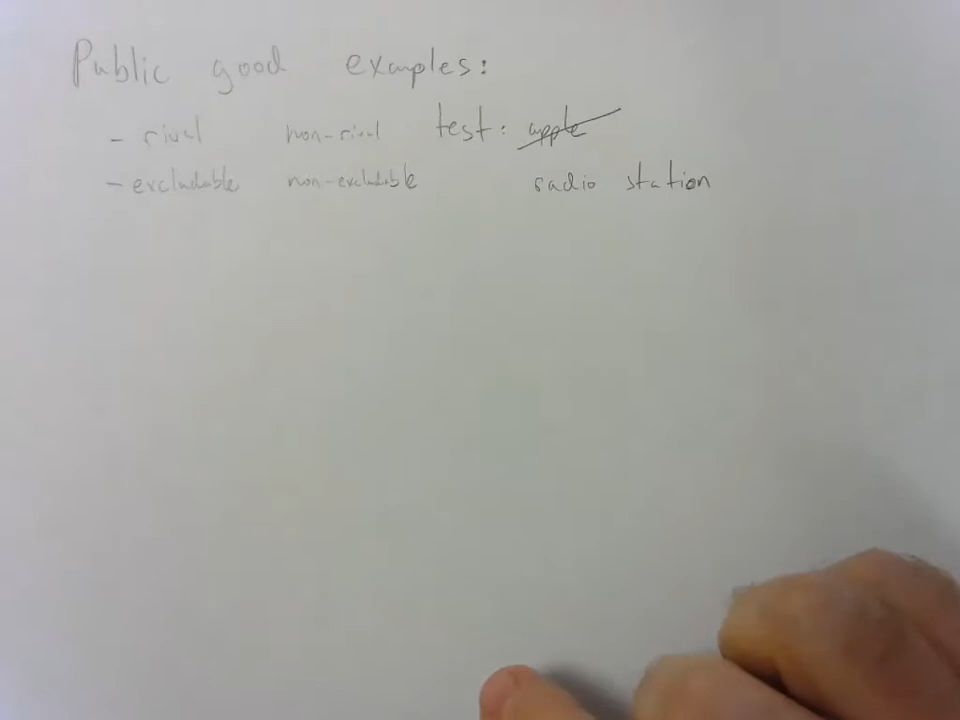 Public good examples:
- rival non-rival test: apple
- excludable non-excludable radio station